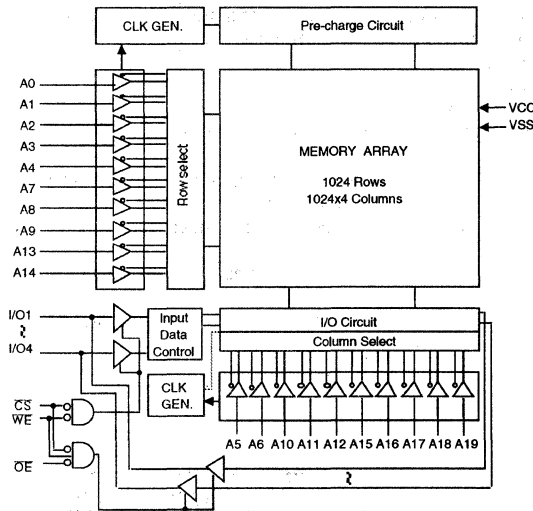 CLK GEN.
Pre-charge Circuit
A0
A1
A2
A3
A4
A7
A8
A9
A13
A14
Row select
MEMORY ARRAY
1024 Rows
1024x4 Columns
VCC
VSS
I/O1
I/O4
Input
Data
Control
I/O Circuit
Column Select
CLK
GEN.
A5 A6 A10 A11 A12 A15 A16 A17 A18 A19
CS
WE
OE